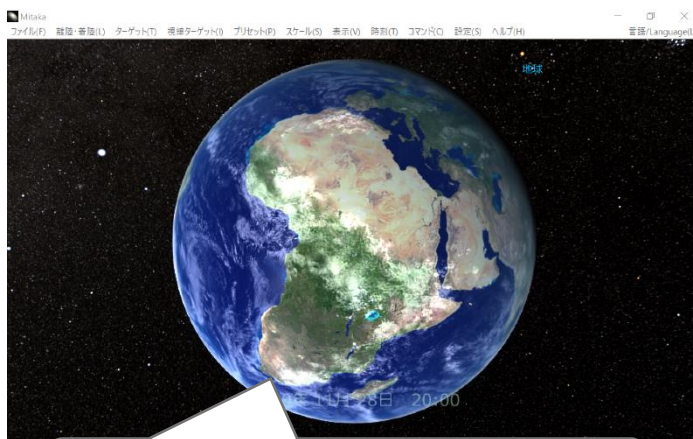 Mitaka
ファイル(F) 離陸・着陸(L) ターゲット(T) 視線ターゲット(I) プリセット(P) スケール(S) 表示(V) 時刻(T) コマンド(C) 設定(S) ヘルプ(H) 言語/Language(L
地球
11月28日 20:00